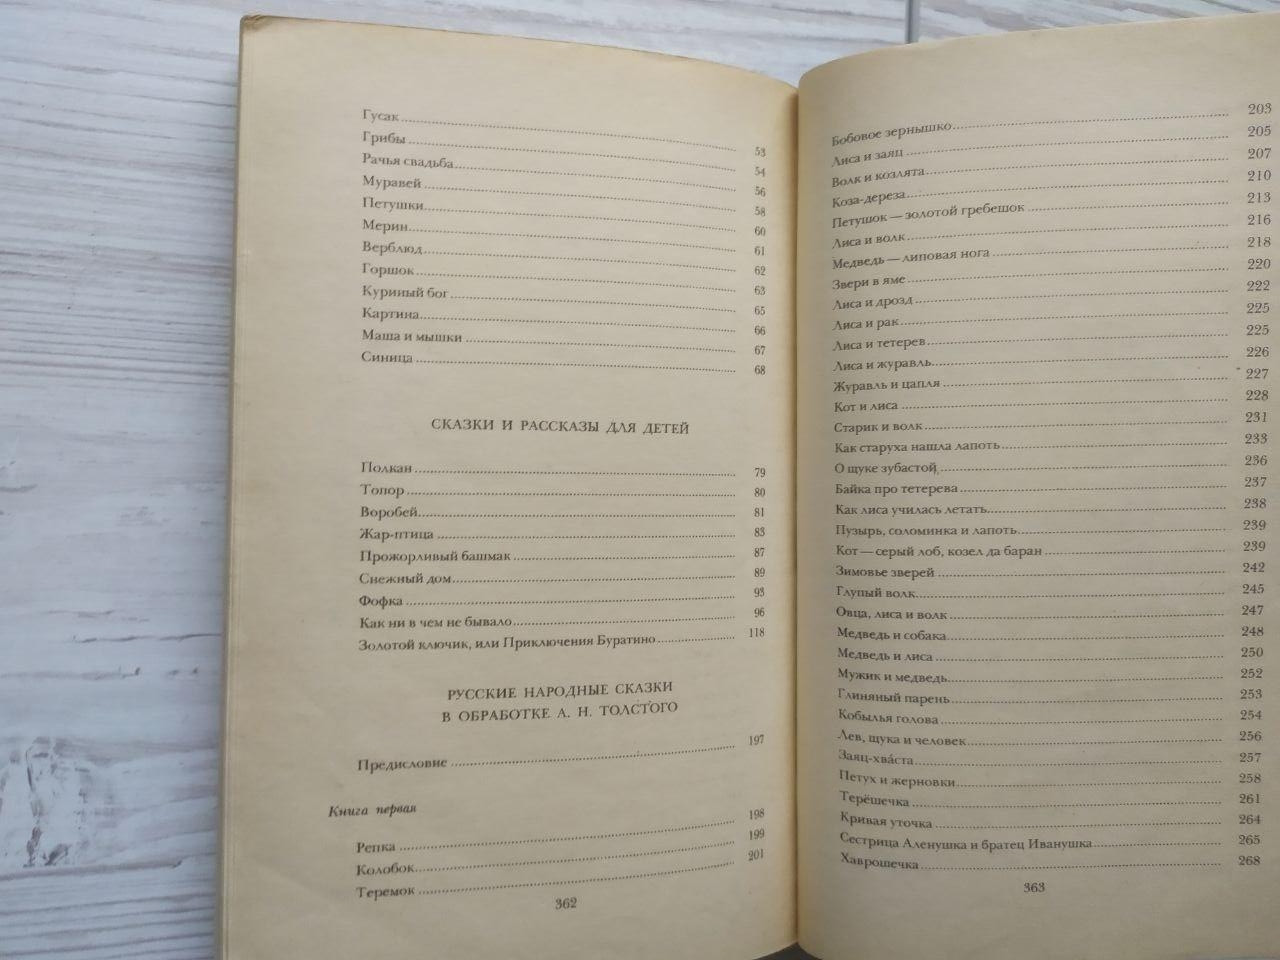 Гусак 53
Грибы 54
Рачья свадьба 56
Муравей 58
Петушки 60
Мерин 61
Верблюд 62
Горшок 63
Куриный бог 65
Картина 66
Маша и мышки 67
Синица 68
СКАЗКИ И РАССКАЗЫ ДЛЯ ДЕТЕЙ
Полкан 79
Топор 80
Воробей 81
Жар-птица 83
Прожорливый башмак 87
Снежный дом 89
Фофка 93
Как ни в чем не бывало 96
Золотой ключик, или Приключения Буратино 118
РУССКИЕ НАРОДНЫЕ СКАЗКИ
В ОБРАБОТКЕ А. Н. ТОЛСТОГО
Предисловие 197
Книга первая
Репка 198
Колобок 199
Теремок 201
362
Бобовое зернышко 203
Лиса и заяц 205
Волк и козлята 207
Коза-дереза 210
Петушок — золотой гребешок 213
Лиса и волк 216
Медведь — липовая нога 218
Звери в яме 220
Лиса и дрозд 222
Лиса и рак 225
Лиса и тетерев 225
Лиса и журавль 226
Журавль и цапля 227
Кот и лиса 228
Старик и волк 231
Как старуха нашла лапоть 233
О щуке зубастой 236
Байка про тетерева 237
Как лиса училась летать 238
Пузырь, соломинка и лапоть 239
Кот — серый лоб, козел да баран 239
Зимовье зверей 242
Глупый волк 245
Овца, лиса и волк 247
Медведь и собака 248
Медведь и лиса 250
Мужик и медведь 252
Глиняный парень 253
Кобылья голова 254
Лев, щука и человек 256
Заяц-хва́ста 257
Петух и жерновки 258
Терёшечка 261
Кривая уточка 264
Сестрица Аленушка и братец Иванушка 265
Хаврошечка 268
363